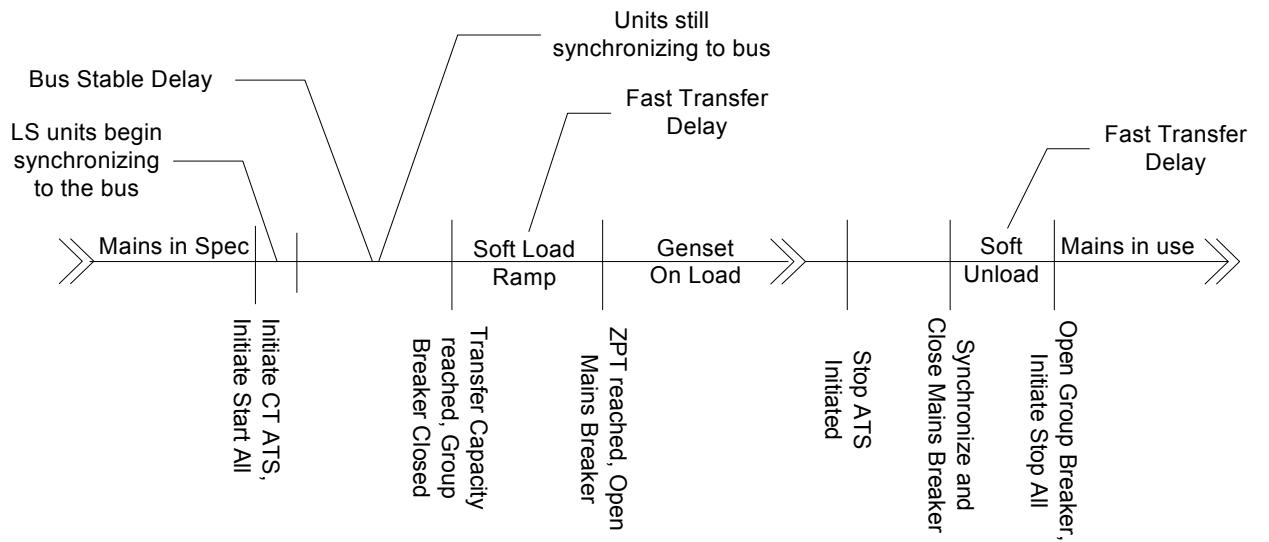 Units still
synchronizing to bus
Bus Stable Delay
Fast Transfer
Delay
LS units begin
synchronizing
to the bus
Fast Transfer
Delay
Mains in Spec
Soft Load
Ramp
Genset
On Load
Soft
Unload
Mains in use
Initiate CT ATS,
Initiate Start All
Transfer Capacity
reached, Group
Breaker Closed
ZPT reached, Open
Mains Breaker
Stop ATS
Initiated
Synchronize and
Close Mains Breaker
Open Group Breaker,
Initiate Stop All